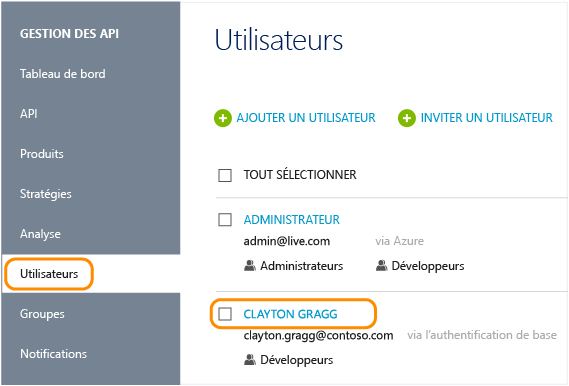 GESTION DES API
Tableau de bord
API
Produits
Stratégies
Analyse
Utilisateurs
Groupes
Notifications
Utilisateurs
AJOUTER UN UTILISATEUR
INVITER UN UTILISATEUR
TOUT SÉLECTIONNER
ADMINISTRATEUR
admin@live.com via Azure
Administrateurs Développeurs
CLAYTON GRAGG
clayton.gragg@contoso.com via l'authentification de base
Développeurs